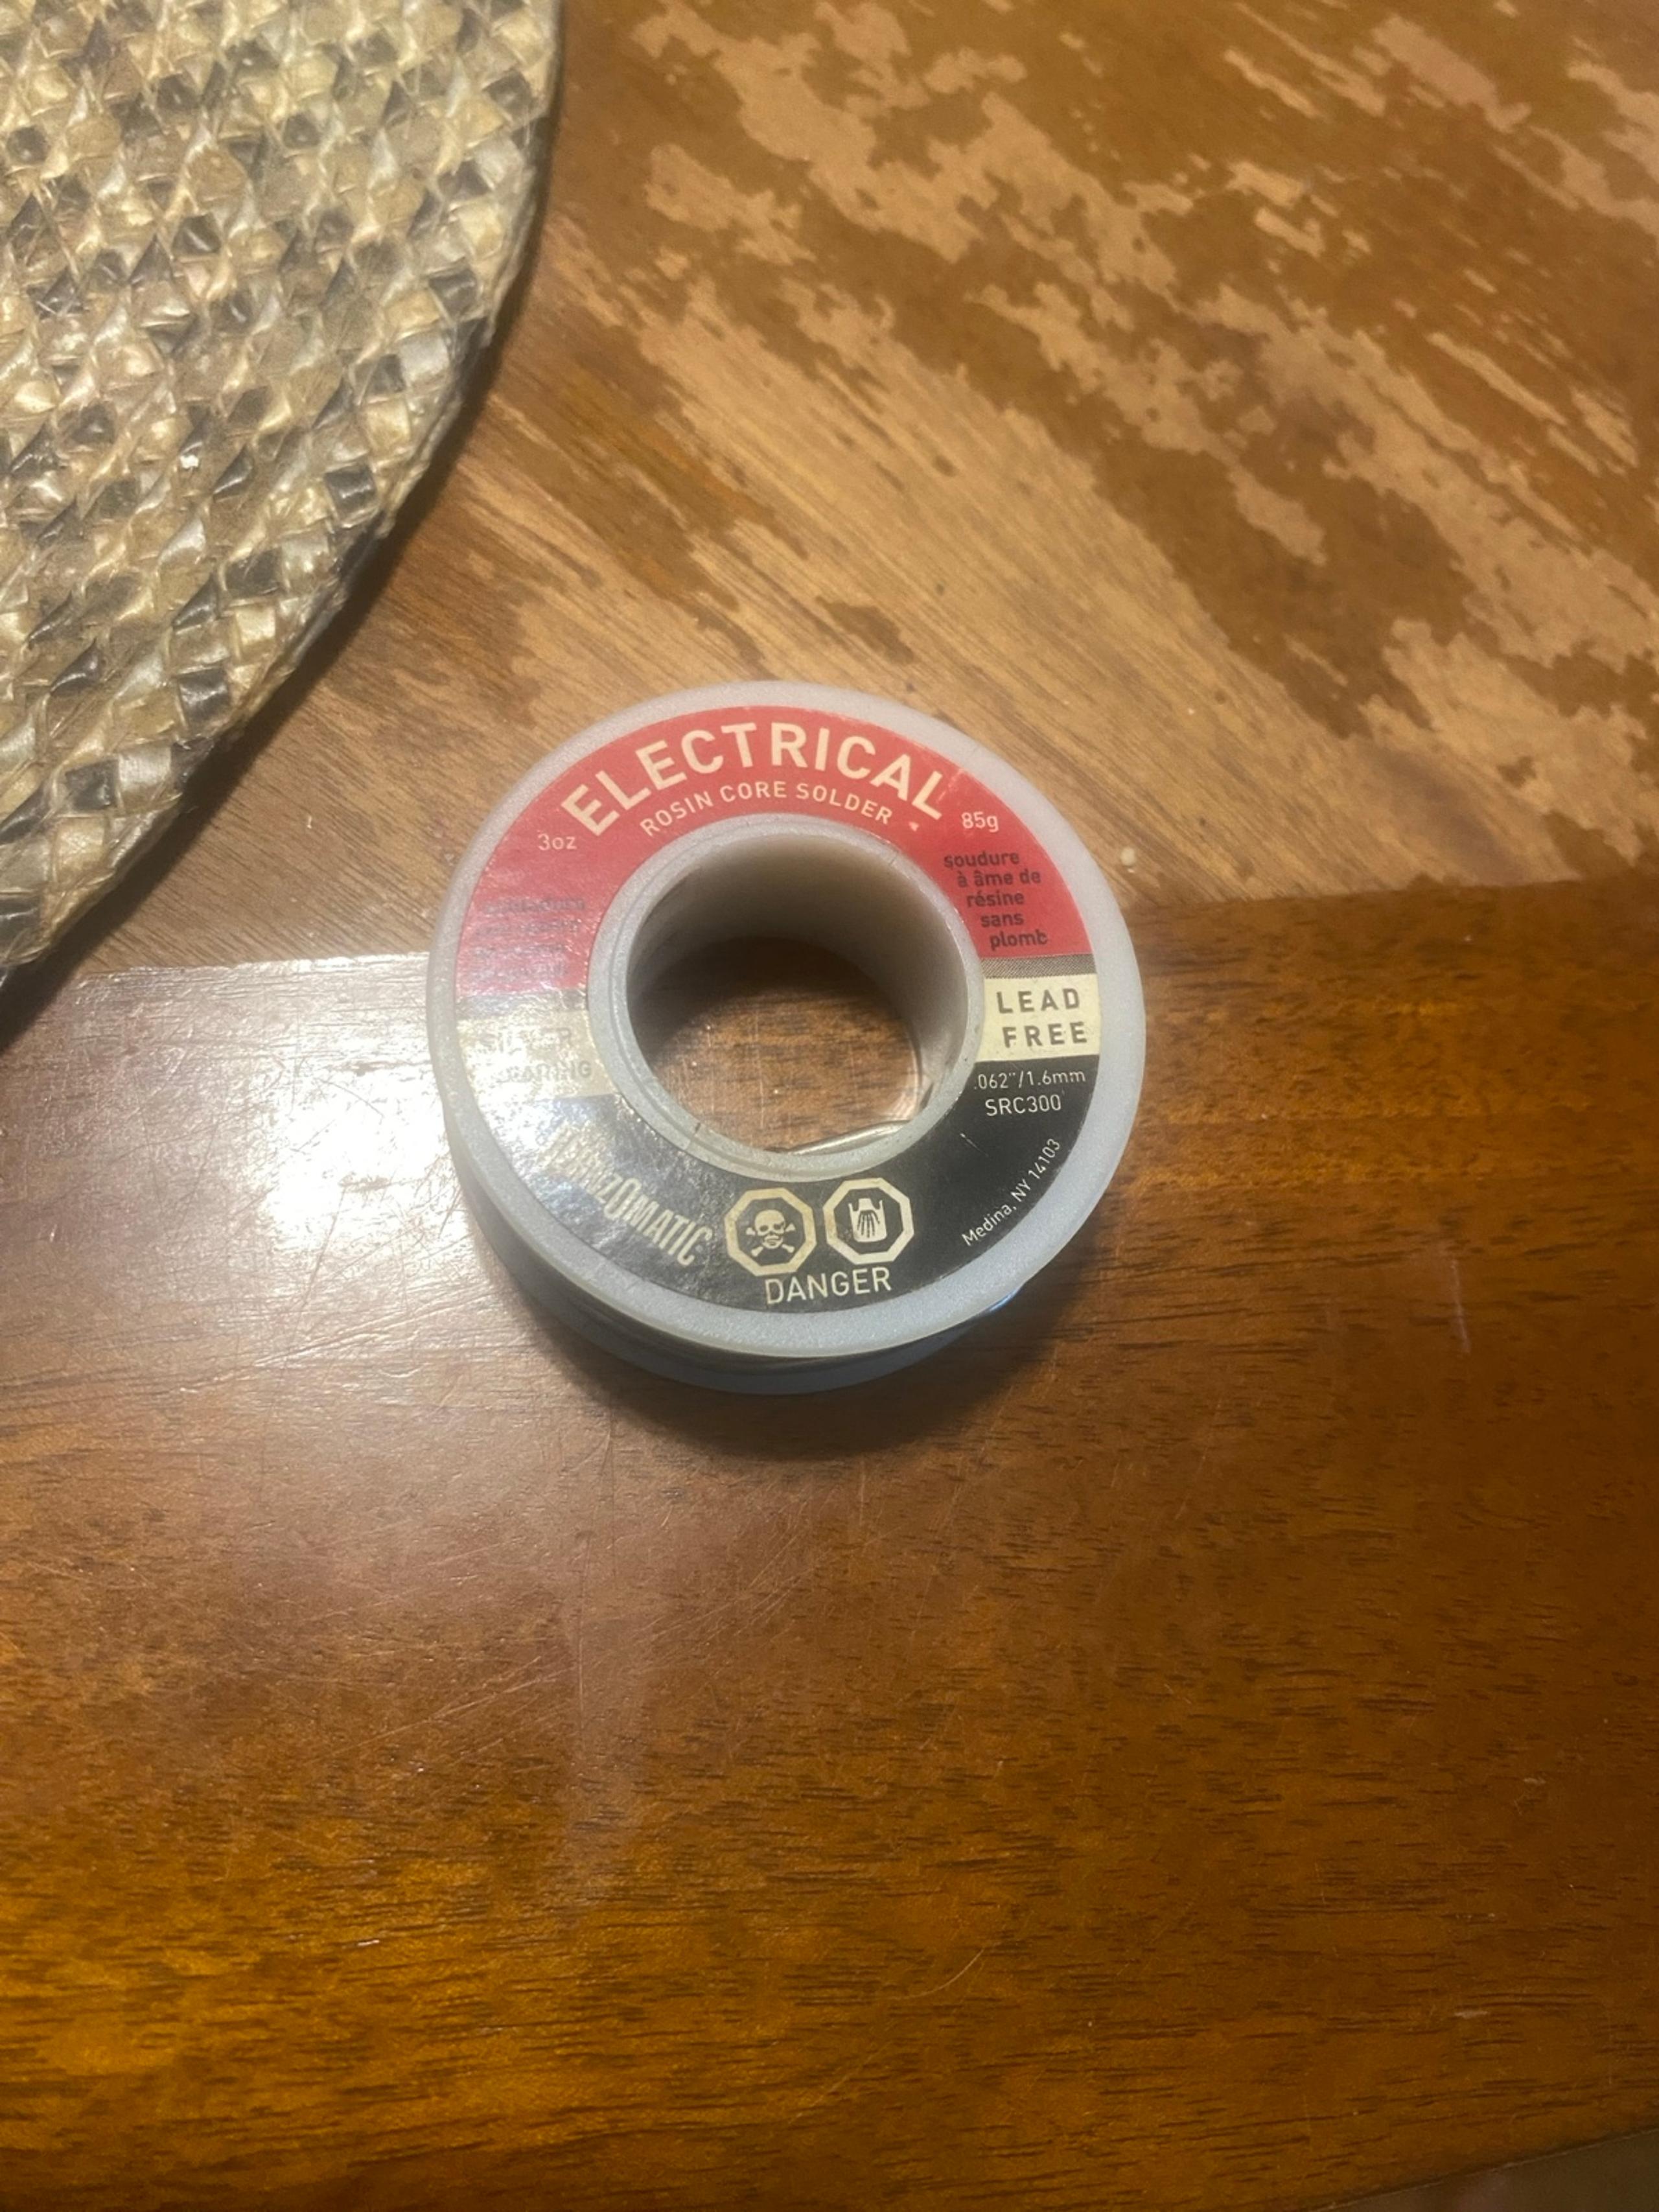 ELECTRICAL
ROSIN CORE SOLDER
3oz
85g
soudure
à âme de
résine
sans
plomb
LEAD
FREE
.062"/1.6mm
SRC300
Medina, NY 14103
BERNZOMATIC
DANGER